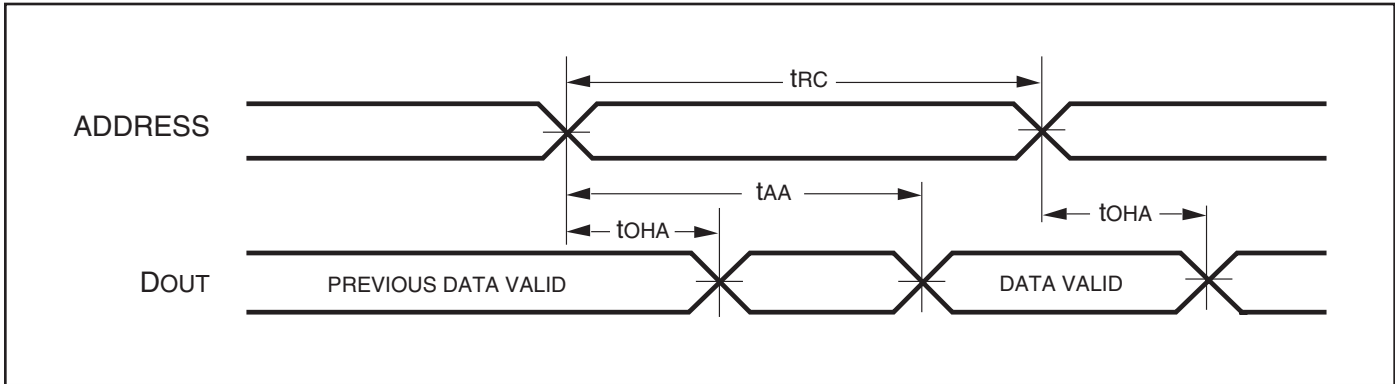 tRC
ADDRESS
tAA
tOHA
tOHA
DOUT
PREVIOUS DATA VALID
DATA VALID